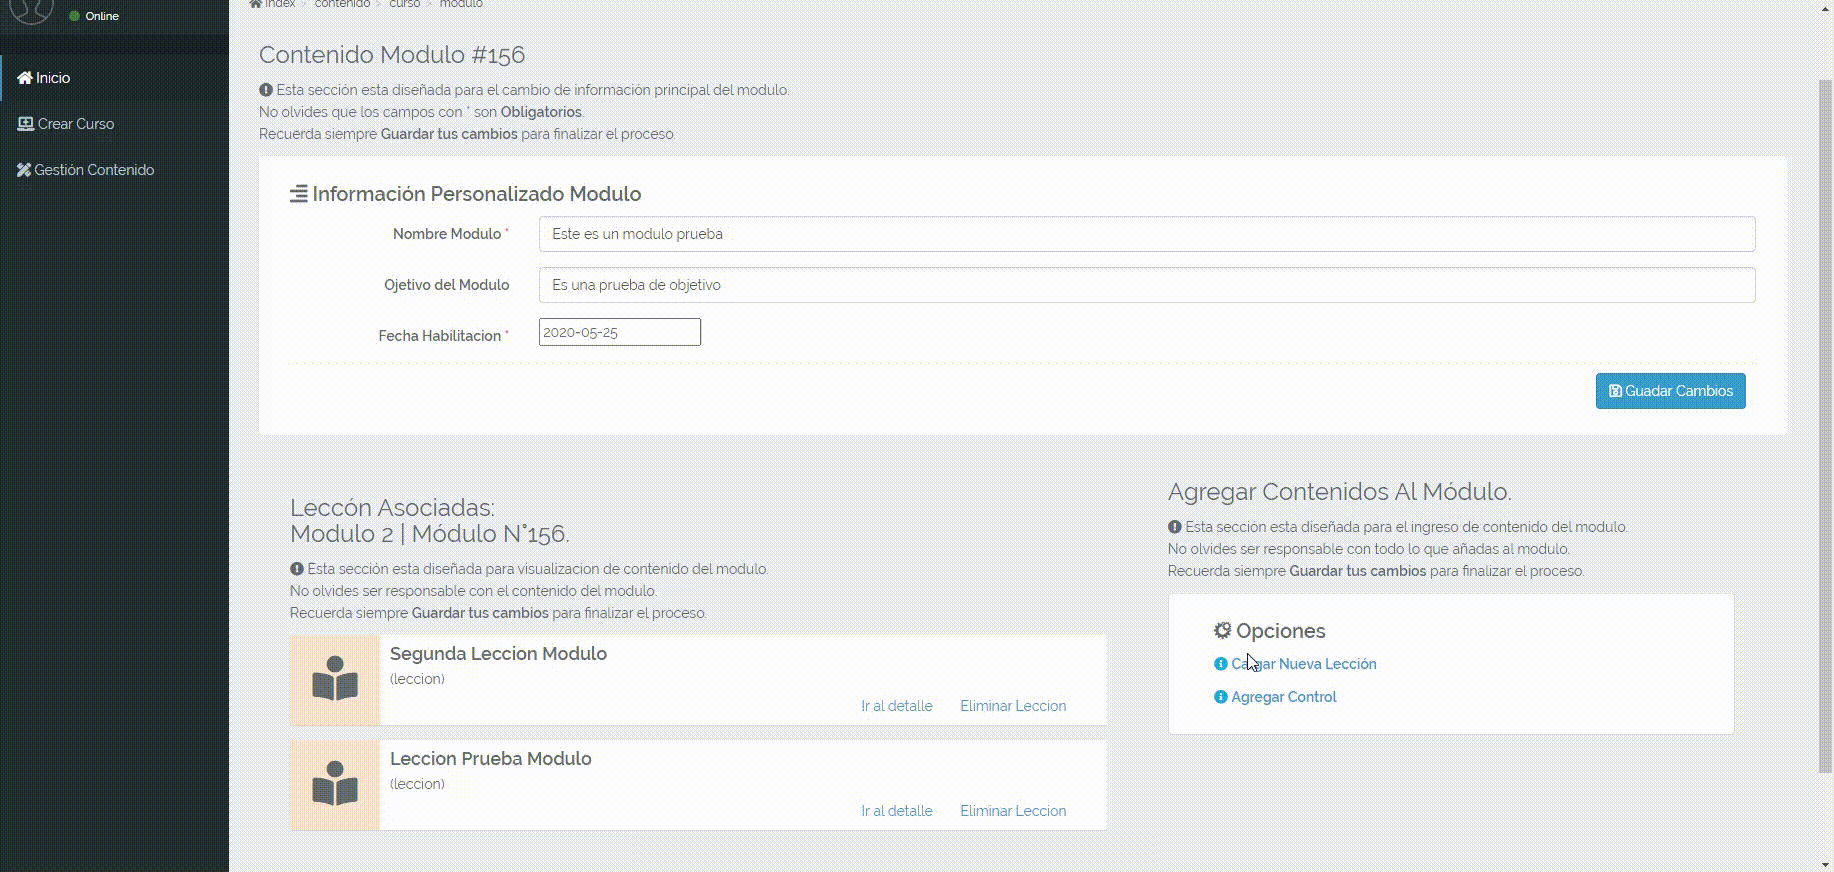 Online
Inicio
Crear Curso
Gestión Contenido
Index > contenido > curso > modulo
Contenido Modulo #156
Esta sección esta diseñada para el cambio de información principal del modulo.
No olvides que los campos con * son Obligatorios.
Recuerda siempre Guardar tus cambios para finalizar el proceso.
Información Personalizado Modulo
Nombre Modulo * Este es un modulo prueba
Ojetivo del Modulo Es una prueba de objetivo
Fecha Habilitacion * 2020-05-25
Guadar Cambios
Leccón Asociadas:
Modulo 2 | Módulo N°156.
Esta sección esta diseñada para visualizacion de contenido del modulo.
No olvides ser responsable con el contenido del modulo.
Recuerda siempre Guardar tus cambios para finalizar el proceso.
Segunda Leccion Modulo
(leccion)
Ir al detalle Eliminar Leccion
Leccion Prueba Modulo
(leccion)
Ir al detalle Eliminar Leccion
Agregar Contenidos Al Módulo.
Esta sección esta diseñada para el ingreso de contenido del modulo.
No olvides ser responsable con todo lo que añadas al modulo.
Recuerda siempre Guardar tus cambios para finalizar el proceso.
Opciones
Cargar Nueva Lección
Agregar Control